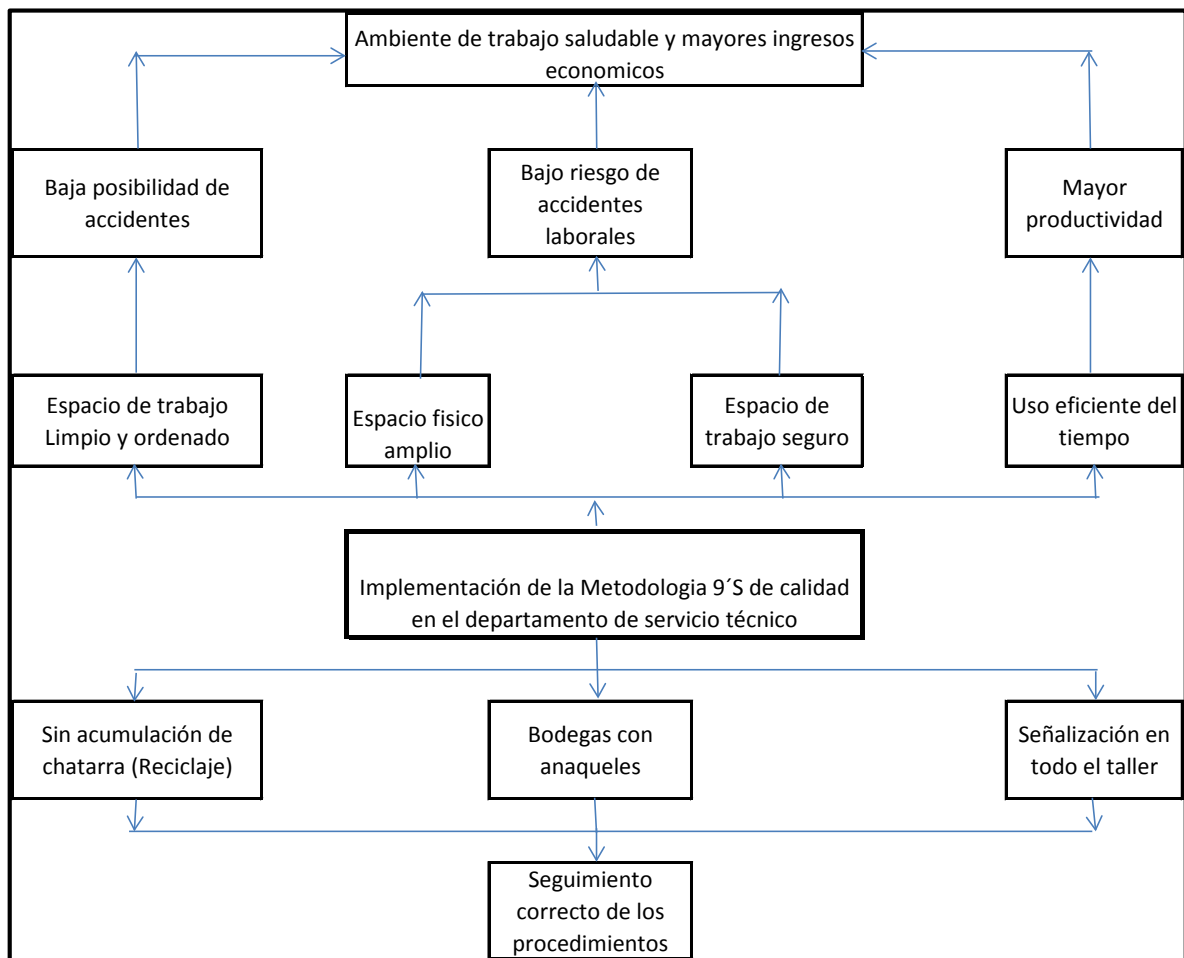 Ambiente de trabajo saludable y mayores ingresos
economicos
Baja posibilidad de
accidentes
Bajo riesgo de
accidentes
laborales
Mayor
productividad
Espacio de trabajo
Limpio y ordenado
Espacio fisico
amplio
Espacio de
trabajo seguro
Uso eficiente del
tiempo
Implementación de la Metodologia 9´S de calidad
en el departamento de servicio técnico
Sin acumulación de
chatarra (Reciclaje)
Bodegas con
anaqueles
Señalización en
todo el taller
Seguimiento
correcto de los
procedimientos